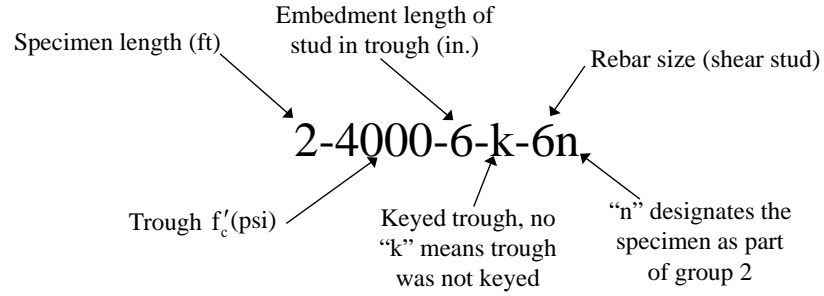 Specimen length (ft)
Embedment length of
stud in trough (in.)
Rebar size (shear stud)
2-4000-6-k-6n
Trough f′c (psi)
Keyed trough, no
“k” means trough
was not keyed
“n” designates the
specimen as part
of group 2